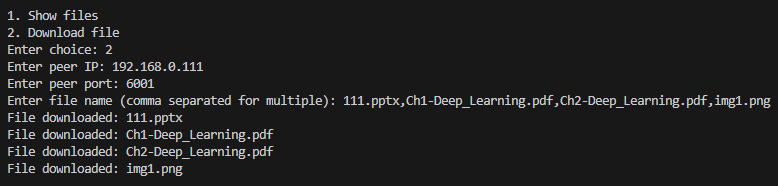 1. Show files
2. Download file
Enter choice: 2
Enter peer IP: 192.168.0.111
Enter peer port: 6001
Enter file name (comma separated for multiple): 111.pptx,Ch1-Deep_Learning.pdf,Ch2-Deep_Learning.pdf,img1.png
File downloaded: 111.pptx
File downloaded: Ch1-Deep_Learning.pdf
File downloaded: Ch2-Deep_Learning.pdf
File downloaded: img1.png